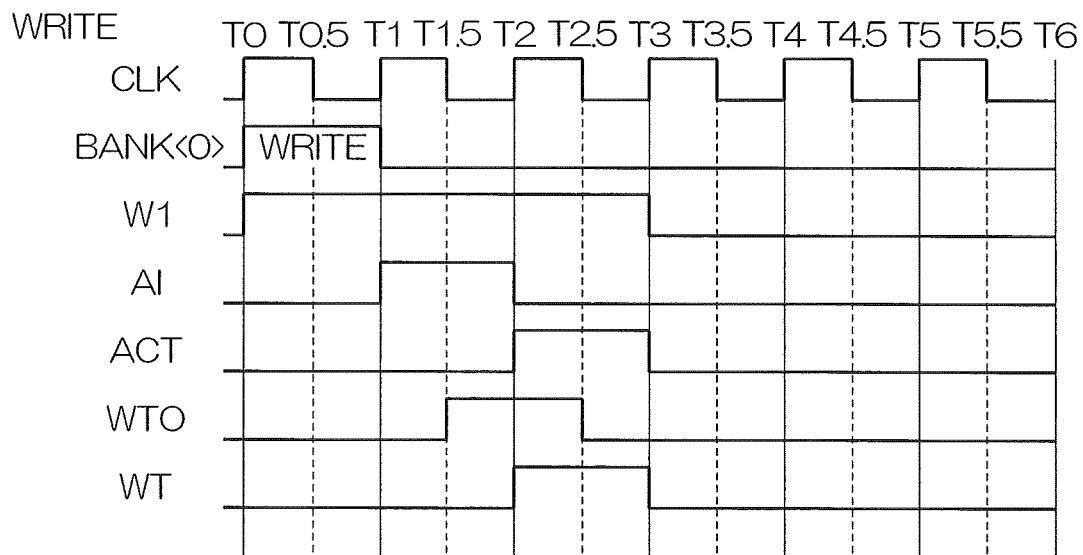 WRITE
T0 T0.5 T1 T1.5 T2 T2.5 T3 T3.5 T4 T4.5 T5 T5.5 T6
CLK
BANK<0> WRITE
W1
AI
ACT
WTO
WT